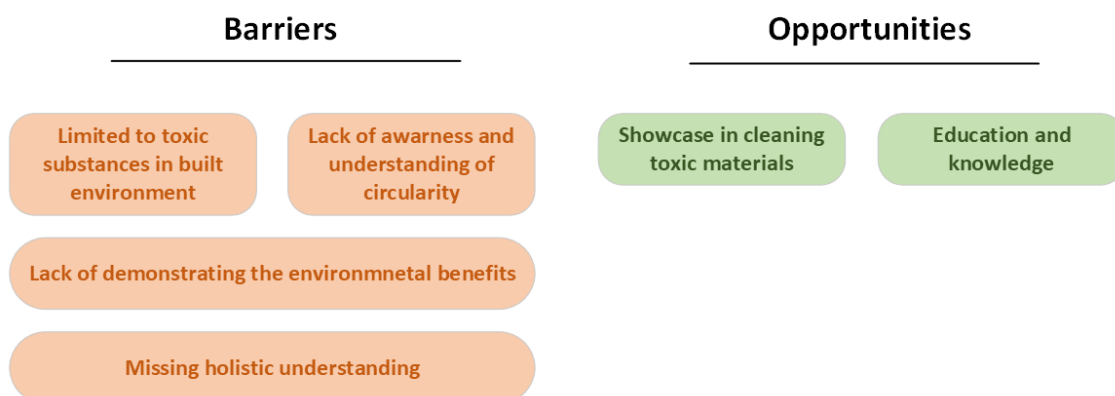 Barriers
Limited to toxic
substances in built
environment
Lack of awarness and
understanding of
circularity
Lack of demonstrating the environmnetal benefits
Missing holistic understanding
Opportunities
Showcase in cleaning
toxic materials
Education and
knowledge